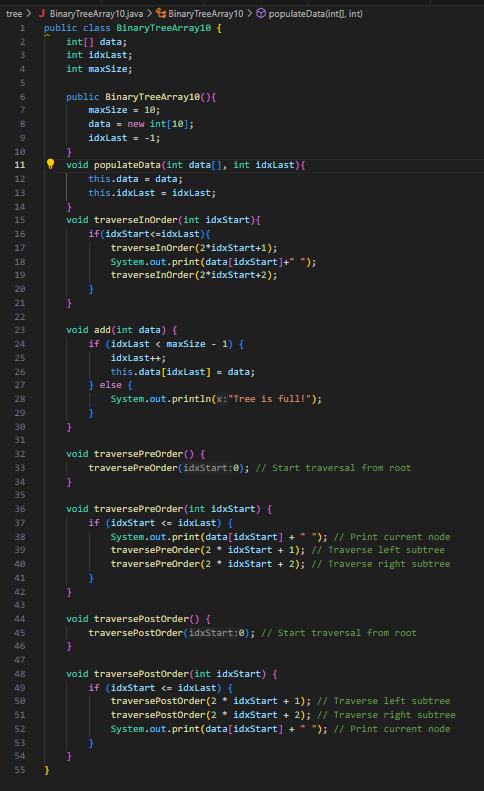 tree > J BinaryTreeArray10.java > BinaryTreeArray10 > populateData(int[], int)
1 public class BinaryTreeArray10 {
2 int[] data;
3 int idxLast;
4 int maxSize;
5
6 public BinaryTreeArray10(){
7 maxSize = 10;
8 data = new int[10];
9 idxLast = -1;
10 }
11 void populateData(int data[], int idxLast){
12 this.data = data;
13 this.idxLast = idxLast;
14 }
15 void traverseInOrder(int idxStart){
16 if(idxStart<=idxLast){
17 traverseInOrder(2*idxStart+1);
18 System.out.print(data[idxStart]+" ");
19 traverseInOrder(2*idxStart+2);
20 }
21 }
22
23 void add(int data) {
24 if (idxLast < maxSize - 1) {
25 idxLast++;
26 this.data[idxLast] = data;
27 } else {
28 System.out.println(x:"Tree is full!");
29 }
30 }
31
32 void traversePreOrder() {
33 traversePreOrder(idxStart:0); // Start traversal from root
34 }
35
36 void traversePreOrder(int idxStart) {
37 if (idxStart <= idxLast) {
38 System.out.print(data[idxStart] + " "); // Print current node
39 traversePreOrder(2 * idxStart + 1); // Traverse left subtree
40 traversePreOrder(2 * idxStart + 2); // Traverse right subtree
41 }
42 }
43
44 void traversePostOrder() {
45 traversePostOrder(idxStart:0); // Start traversal from root
46 }
47
48 void traversePostOrder(int idxStart) {
49 if (idxStart <= idxLast) {
50 traversePostOrder(2 * idxStart + 1); // Traverse left subtree
51 traversePostOrder(2 * idxStart + 2); // Traverse right subtree
52 System.out.print(data[idxStart] + " "); // Print current node
53 }
54 }
55 }